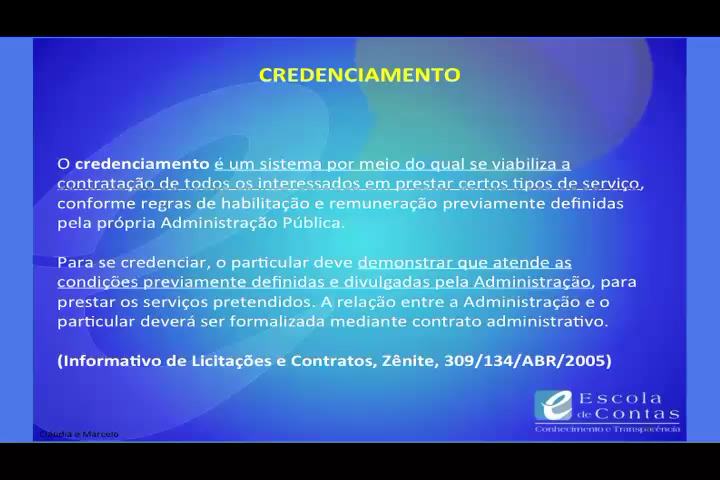 CREDENCIAMENTO
O credenciamento é um sistema por meio do qual se viabiliza a
contratação de todos os interessados em prestar certos tipos de serviço,
conforme regras de habilitação e remuneração previamente definidas
pela própria Administração Pública.
Para se credenciar, o particular deve demonstrar que atende as
condições previamente definidas e divulgadas pela Administração, para
prestar os serviços pretendidos. A relação entre a Administração e o
particular deverá ser formalizada mediante contrato administrativo.
(Informativo de Licitações e Contratos, Zênite, 309/134/ABR/2005)
Escola
de Contas
Conhecimento e Transparência
Cláudia e Marcelo